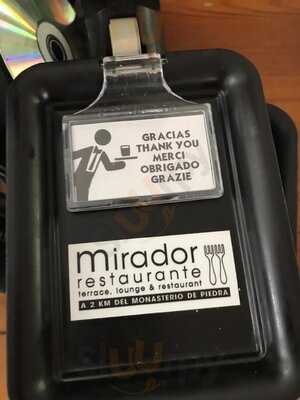 GRACIAS
THANK YOU
MERCI
OBRIGADO
GRAZIE
mirador
restaurante
terrace, lounge & restaurant
A 2 KM DEL MONASTERIO DE PIEDRA